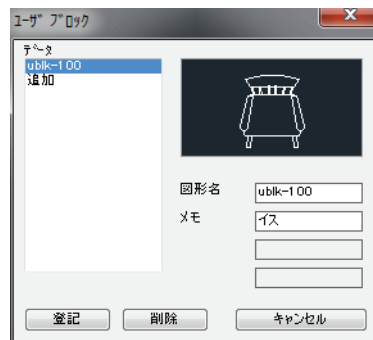 ﾕｰｻﾞ ﾌﾞﾛｯｸ
ﾃﾞｰﾀ
ublk-100
追加
図形名 ublk-100
メモ イス
登記 削除 キャンセル